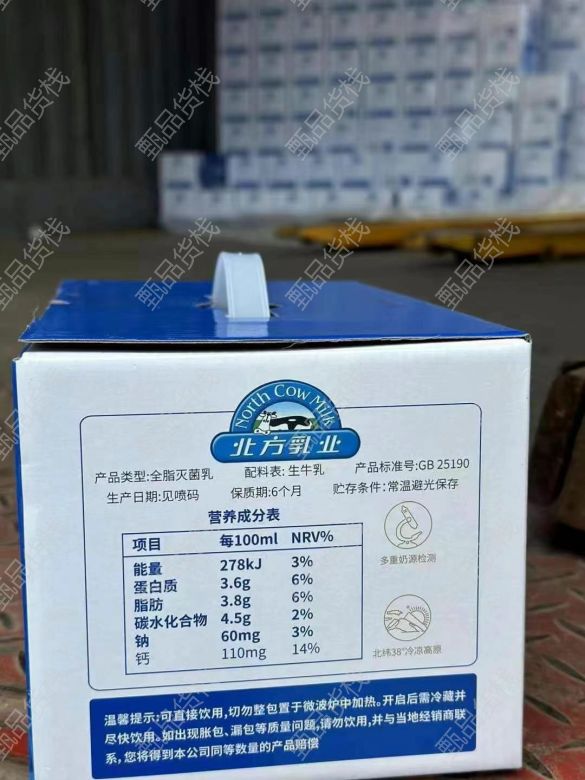 North Cow Milk
北方乳业
产品类型:全脂灭菌乳 配料表: 生牛乳 产品标准号:GB 25190
生产日期:见喷码 保质期:6个月 贮存条件: 常温避光保存
营养成分表
项目 每100ml NRV%
能量 278kJ 3%
蛋白质 3.6g 6%
脂肪 3.8g 6%
碳水化合物 4.5g 2%
钠 60mg 3%
钙 110mg 14%
多重奶源检测
北纬38°冷凉高原
温馨提示:可直接饮用,切勿整包置于微波炉中加热。开启后需冷藏并
尽快饮用。如出现胀包、漏包等质量问题,请勿饮用,并与当地经销商联
系,您将得到本公司同等数量的产品赔偿
甄品货栈